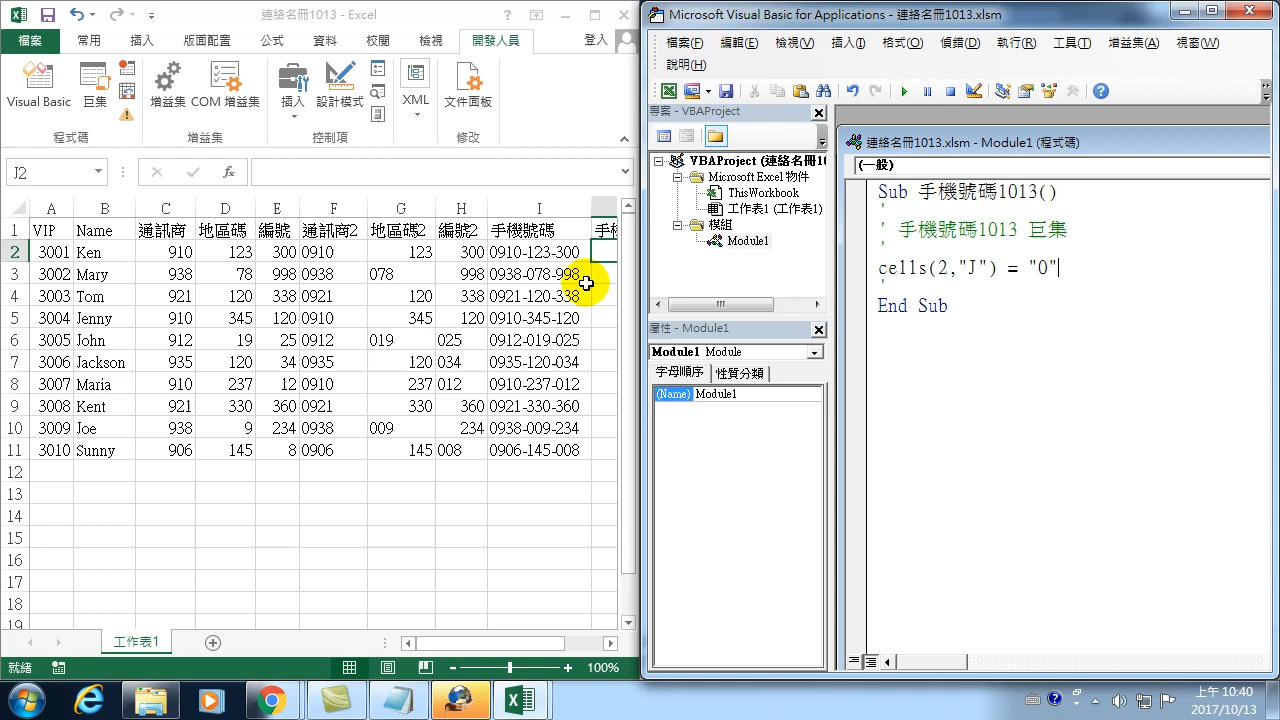 連絡名冊1013 - Excel
檔案 常用 插入 版面配置 公式 資料 校閱 檢視 開發人員 登入
Visual Basic 巨集 增益集 COM 增益集 插入 設計模式 XML 文件面板
程式碼 增益集 控制項 修改
J2 fx
A B C D E F G H I
1 VIP Name 通訊商 地區碼 編號 通訊商2 地區碼2 編號2 手機號碼
2 3001 Ken 910 123 300 0910 123 300 0910-123-300
3 3002 Mary 938 78 998 0938 078 998 0938-078-998
4 3003 Tom 921 120 338 0921 120 338 0921-120-338
5 3004 Jenny 910 345 120 0910 345 120 0910-345-120
6 3005 John 912 19 25 0912 019 025 0912-019-025
7 3006 Jackson 935 120 34 0935 120 034 0935-120-034
8 3007 Maria 910 237 12 0910 237 012 0910-237-012
9 3008 Kent 921 330 360 0921 330 360 0921-330-360
10 3009 Joe 938 9 234 0938 009 234 0938-009-234
11 3010 Sunny 906 145 8 0906 145 008 0906-145-008
12
13
14
15
16
17
18
19
工作表1
就緒 100%
Microsoft Visual Basic for Applications - 連絡名冊1013.xlsm
檔案(F) 編輯(E) 檢視(V) 插入(I) 格式(O) 偵錯(D) 執行(R) 工具(T) 增益集(A) 視窗(W)
說明(H)
專案 - VBAProject
VBAProject (連絡名冊10
Microsoft Excel 物件
ThisWorkbook
工作表1 (工作表1)
模組
Module1
屬性 - Module1
Module1 Module
字母順序 性質分類
(Name) Module1
連絡名冊1013.xlsm - Module1 (程式碼)
(一般)
Sub 手機號碼1013()
'
' 手機號碼1013 巨集
'
cells(2,"J") = "0"
'
End Sub
上午 10:40
2017/10/13